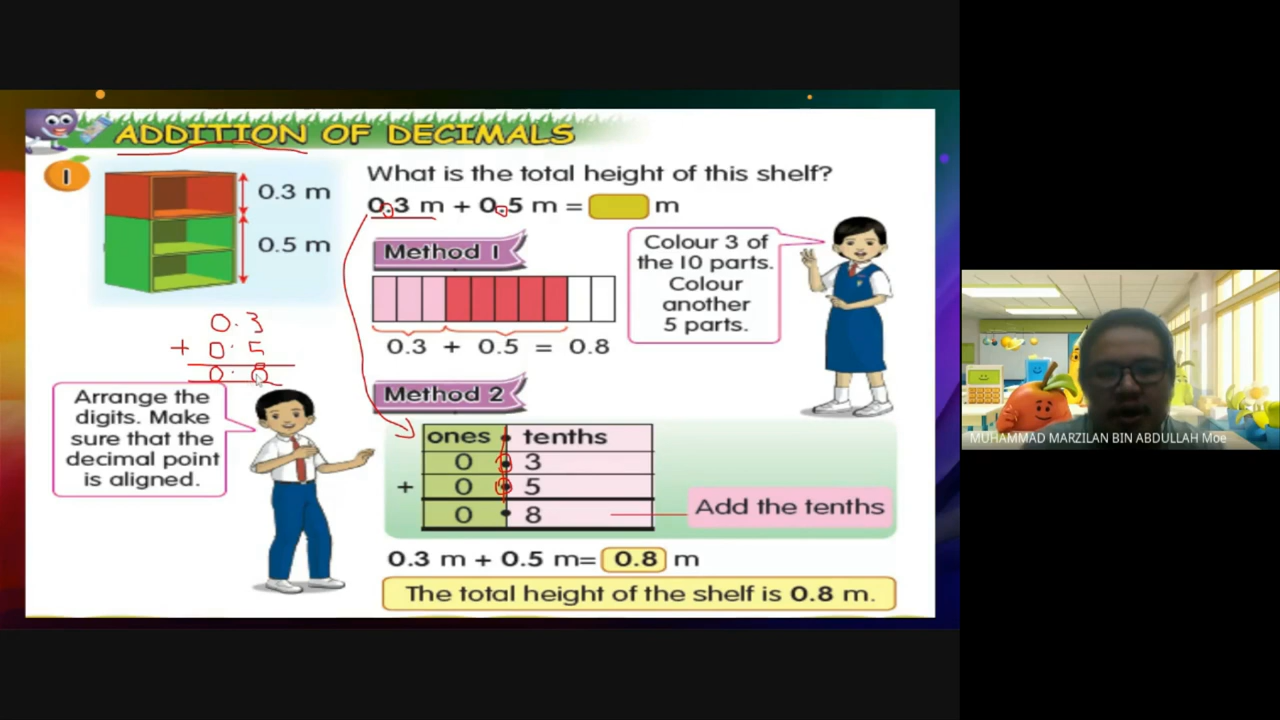 ADDITION OF DECIMALS
1
0.3 m
0.5 m
What is the total height of this shelf?
0.3 m + 0.5 m = m
Method 1
0.3 + 0.5 = 0.8
Colour 3 of
the 10 parts.
Colour
another
5 parts.
0.3
+ 0.5
0.8
Arrange the
digits. Make
sure that the
decimal point
is aligned.
Method 2
ones • tenths
0 • 3
+ 0 • 5
0 • 8
Add the tenths
0.3 m + 0.5 m= 0.8 m
The total height of the shelf is 0.8 m.
MUHAMMAD MARZILAN BIN ABDULLAH Moe